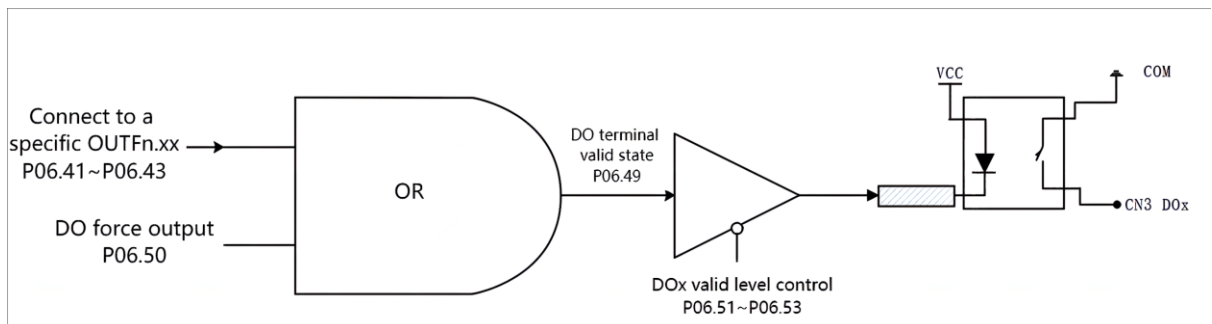 Connect to a
specific OUTFn.xx
P06.41~P06.43
DO force output
P06.50
OR
DO terminal
valid state
P06.49
DOx valid level control
P06.51~P06.53
VCC
COM
CN3 DOx